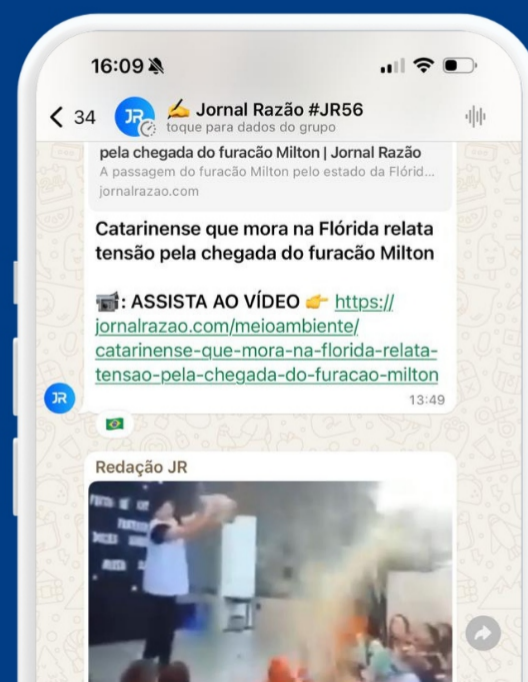 16:09
34
JR
✍️ Jornal Razão #JR56
toque para dados do grupo
pela chegada do furacão Milton | Jornal Razão
A passagem do furacão Milton pelo estado da Flórid...
jornalrazao.com
Catarinense que mora na Flórida relata
tensão pela chegada do furacão Milton
📹: ASSISTA AO VÍDEO 👉 https://
jornalrazao.com/meioambiente/
catarinense-que-mora-na-florida-relata-
tensao-pela-chegada-do-furacao-milton
13:49
JR
Redação JR